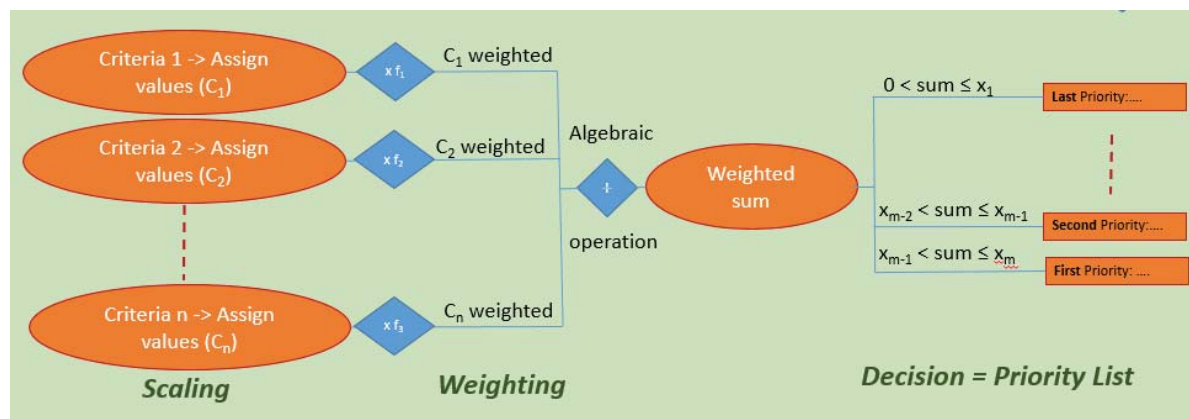 Criteria 1 -> Assign
values (C₁)
x f₁
C₁ weighted
Criteria 2 -> Assign
values (C₂)
x f₂
C₂ weighted
Criteria n -> Assign
values (Cₙ)
x f₃
Cₙ weighted
Algebraic
+
operation
Weighted
sum
0 < sum ≤ x₁
Last Priority:....
xₘ₋₂ < sum ≤ xₘ₋₁
Second Priority:....
xₘ₋₁ < sum ≤ xₘ
First Priority: ....
Scaling
Weighting
Decision = Priority List